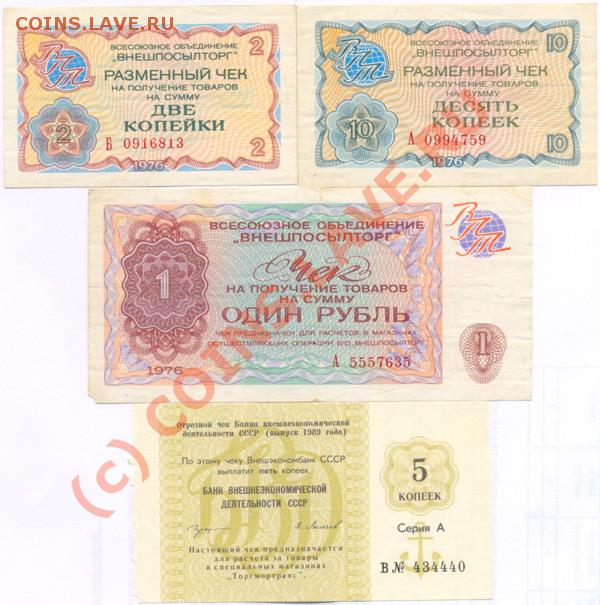 COINS.LAVE.RU
ВСЕСОЮЗНОЕ ОБЪЕДИНЕНИЕ
„ВНЕШПОСЫЛТОРГ"
ВПТ
2
РАЗМЕННЫЙ ЧЕК
НА ПОЛУЧЕНИЕ ТОВАРОВ
НА СУММУ
ДВЕ
КОПЕЙКИ
2
Б 0916813
2
1976
ВСЕСОЮЗНОЕ ОБЪЕДИНЕНИЕ
„ВНЕШПОСЫЛТОРГ"
ВПТ
10
РАЗМЕННЫЙ ЧЕК
НА ПОЛУЧЕНИЕ ТОВАРОВ
НА СУММУ
ДЕСЯТЬ
КОПЕЕК
10
А 0994759
10
1976
ВСЕСОЮЗНОЕ ОБЪЕДИНЕНИЕ
„ВНЕШПОСЫЛТОРГ"
ВПТ
Чек
1
НА ПОЛУЧЕНИЕ ТОВАРОВ
НА СУММУ
ОДИН РУБЛЬ
ЧЕК ПРЕДНАЗНАЧЕН ДЛЯ РАСЧЕТОВ В МАГАЗИНАХ,
ОСУЩЕСТВЛЯЮЩИХ ОПЕРАЦИИ В/О „ВНЕШПОСЫЛТОРГ"
1
1976
А 5557635
Отрезной чек Банка внешнеэкономической
деятельности СССР (выпуск 1989 года)
По этому чеку Внешэкономбанк СССР
выплатит пять копеек
БАНК ВНЕШНЕЭКОНОМИЧЕСКОЙ
ДЕЯТЕЛЬНОСТИ СССР
Настоящий чек предназначается
для расчета за товары
в специальных магазинах
"Торгмортранс".
5
КОПЕЕК
Серия А
В№ 434440
(c) COINS.LAVE.RU